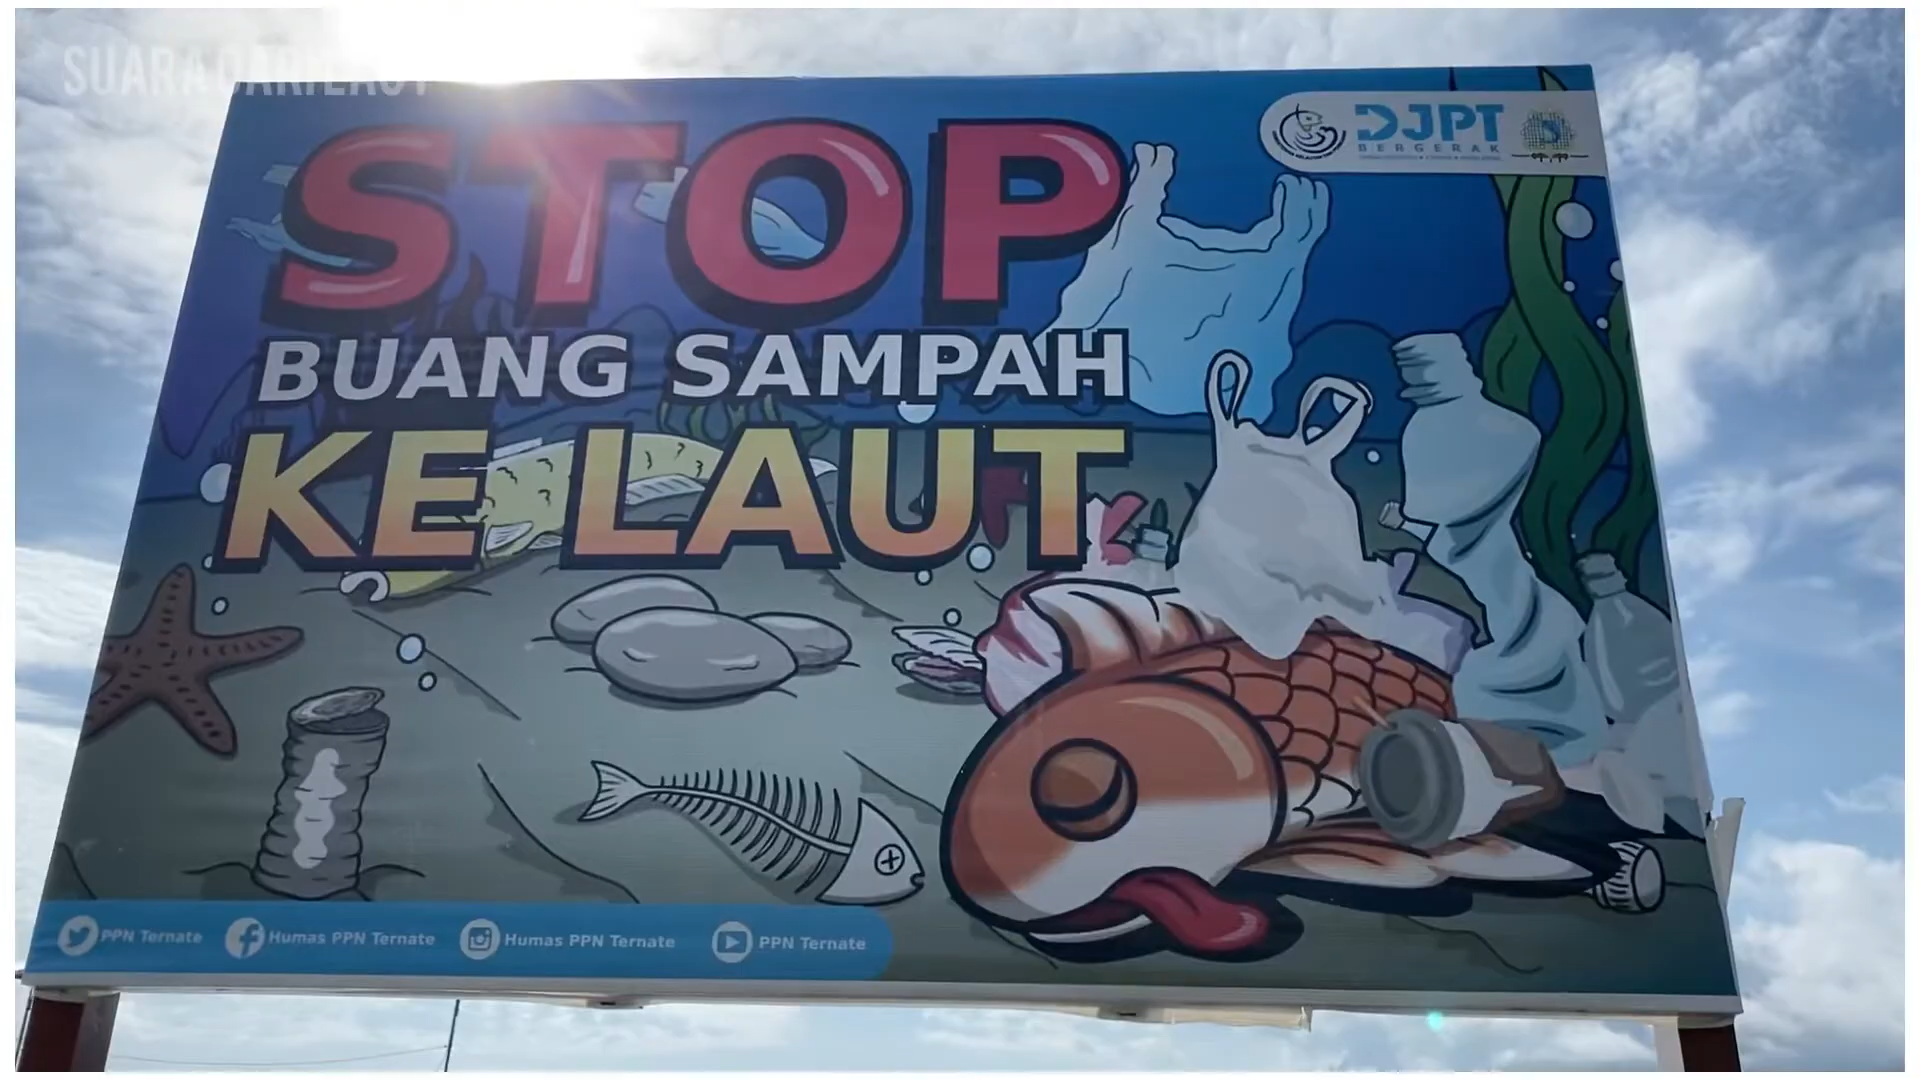 SUARA DARI LAUT
STOP
BUANG SAMPAH
KE LAUT
DJPT
BERGERAK
PPN Ternate
Humas PPN Ternate
Humas PPN Ternate
PPN Ternate